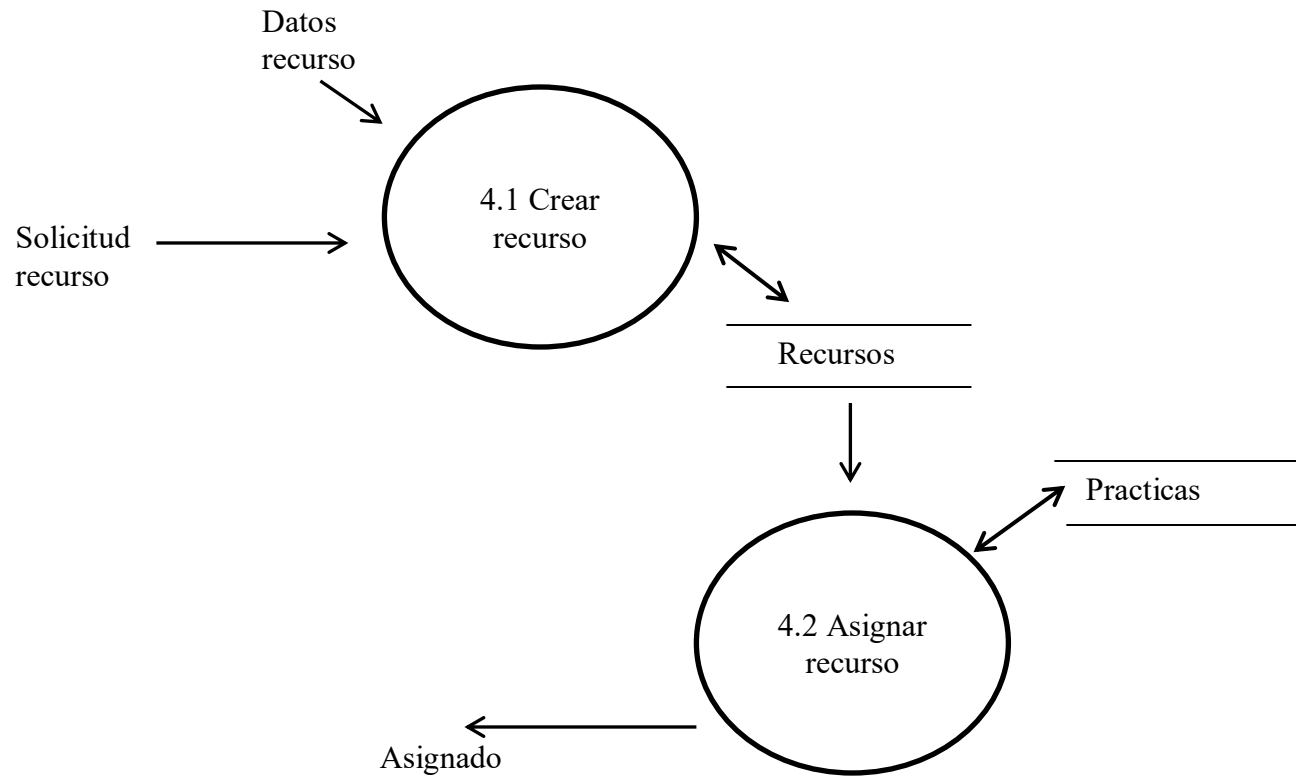 Datos
recurso
4.1 Crear
recurso
Solicitud
recurso
Recursos
Practicas
4.2 Asignar
recurso
Asignado